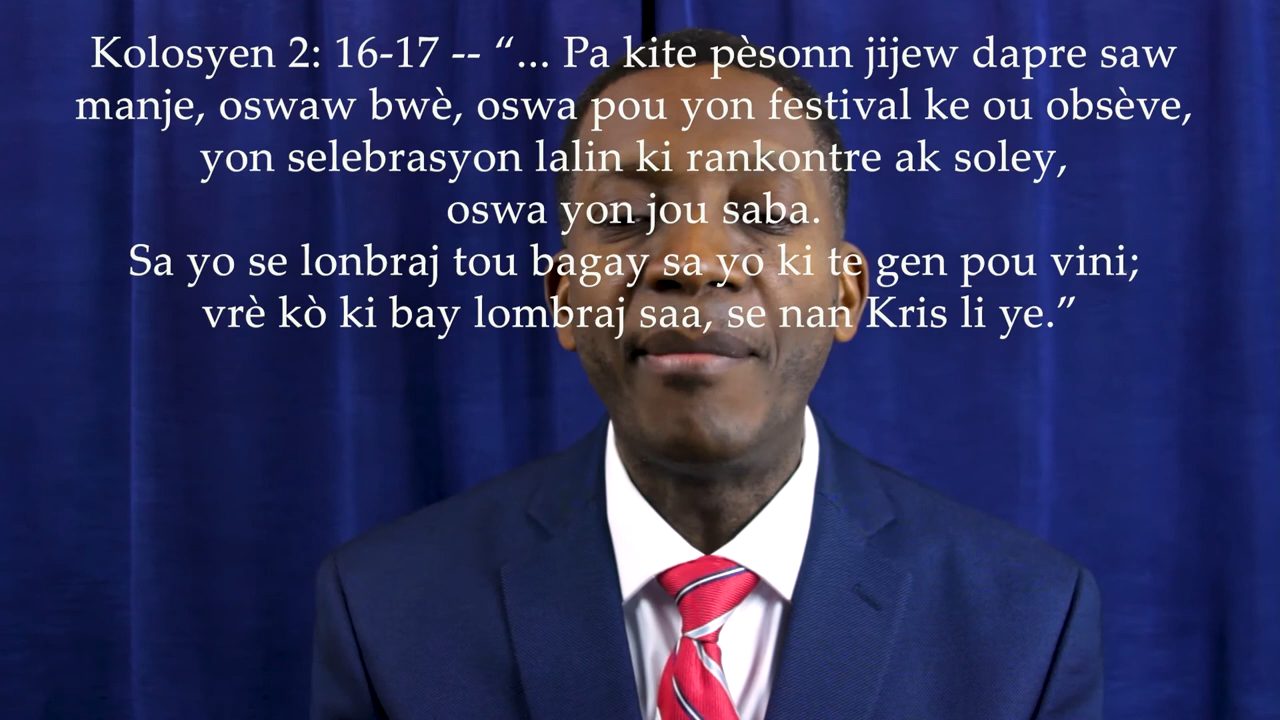 Kolosyen 2: 16-17 -- “... Pa kite pèsonn jijew dapre saw
manje, oswaw bwè, oswa pou yon festival ke ou obsève,
yon selebrasyon lalin ki rankontre ak soley,
oswa yon jou saba.
Sa yo se lonbraj tou bagay sa yo ki te gen pou vini;
vrè kò ki bay lombraj saa, se nan Kris li ye.”